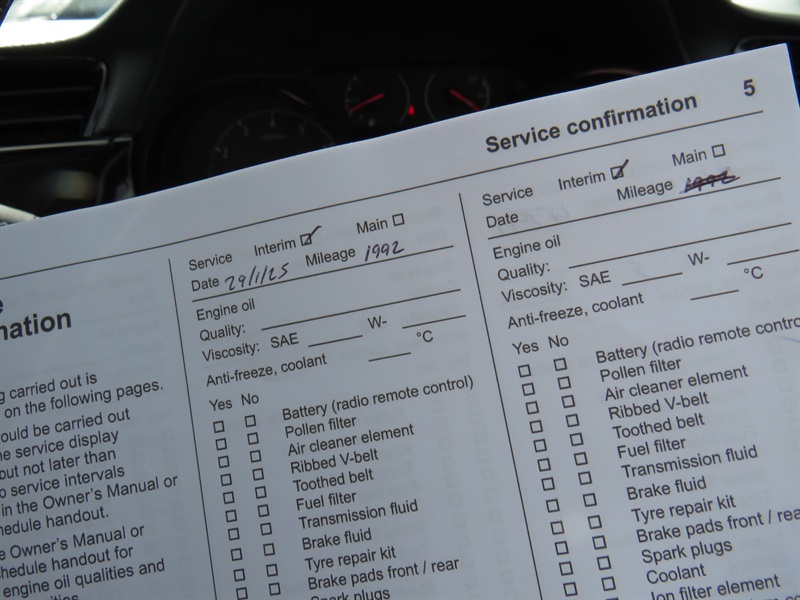 Service confirmation 5
e
mation
g carried out is
on the following pages.
ould be carried out
e service display
but not later than
o service intervals
in the Owner's Manual or
hedule handout.
e Owner's Manual or
chedule handout for
engine oil qualities and
Service Interim Main
Date 29/1/25 Mileage 1992
Engine oil
Quality:
Viscosity: SAE W-
Anti-freeze, coolant °C
Yes No
Battery (radio remote control)
Pollen filter
Air cleaner element
Ribbed V-belt
Toothed belt
Fuel filter
Transmission fluid
Brake fluid
Tyre repair kit
Brake pads front / rear
Spark plugs
Service Interim Main
Date Mileage 1992
Engine oil
Quality:
Viscosity: SAE W-
Anti-freeze, coolant °C
Yes No
Battery (radio remote contro
Pollen filter
Air cleaner element
Ribbed V-belt
Toothed belt
Fuel filter
Transmission fluid
Brake fluid
Tyre repair kit
Brake pads front / rea
Spark plugs
Coolant
Ion filter element